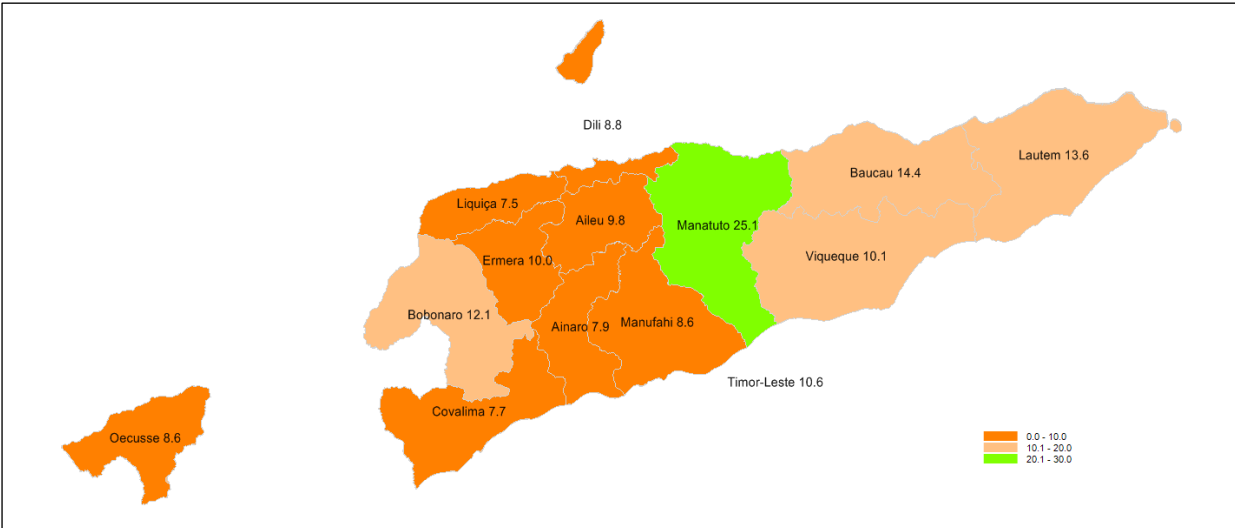 Dili 8.8
Lautem 13.6
Baucau 14.4
Liquiça 7.5
Aileu 9.8
Manatuto 25.1
Viqueque 10.1
Ermera 10.0
Bobonaro 12.1
Ainaro 7.9
Manufahi 8.6
Timor-Leste 10.6
Covalima 7.7
Oecusse 8.6
0.0 - 10.0
10.1 - 20.0
20.1 - 30.0